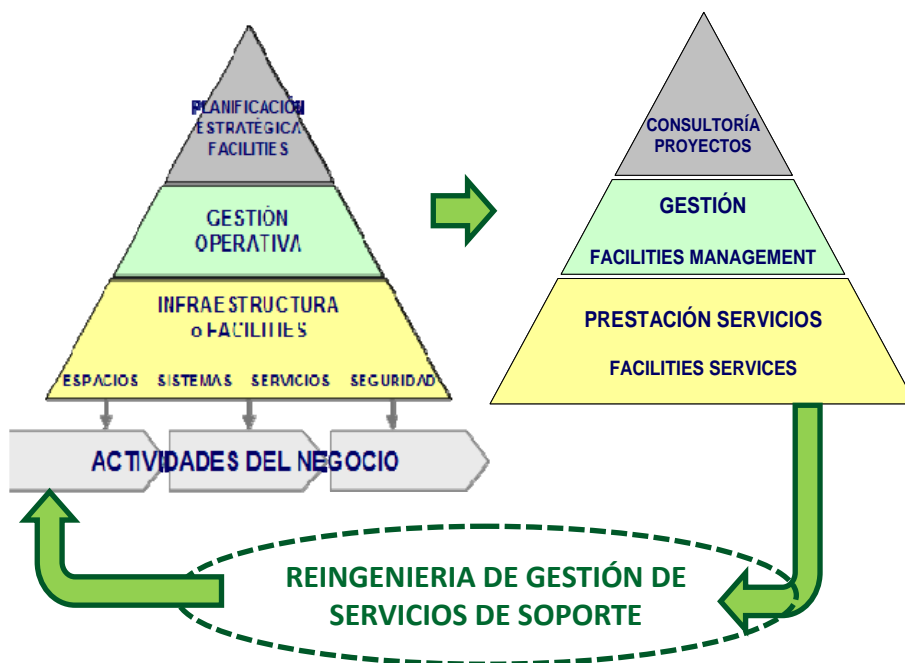 PLANIFICACIÓN
ESTRATÉGICA
FACILITIES
GESTIÓN
OPERATIVA
INFRAESTRUCTURA
o FACILITIES
ESPACIOS SISTEMAS SERVICIOS SEGURIDAD
ACTIVIDADES DEL NEGOCIO
CONSULTORÍA
PROYECTOS
GESTIÓN
FACILITIES MANAGEMENT
PRESTACIÓN SERVICIOS
FACILITIES SERVICES
REINGENIERIA DE GESTIÓN DE
SERVICIOS DE SOPORTE